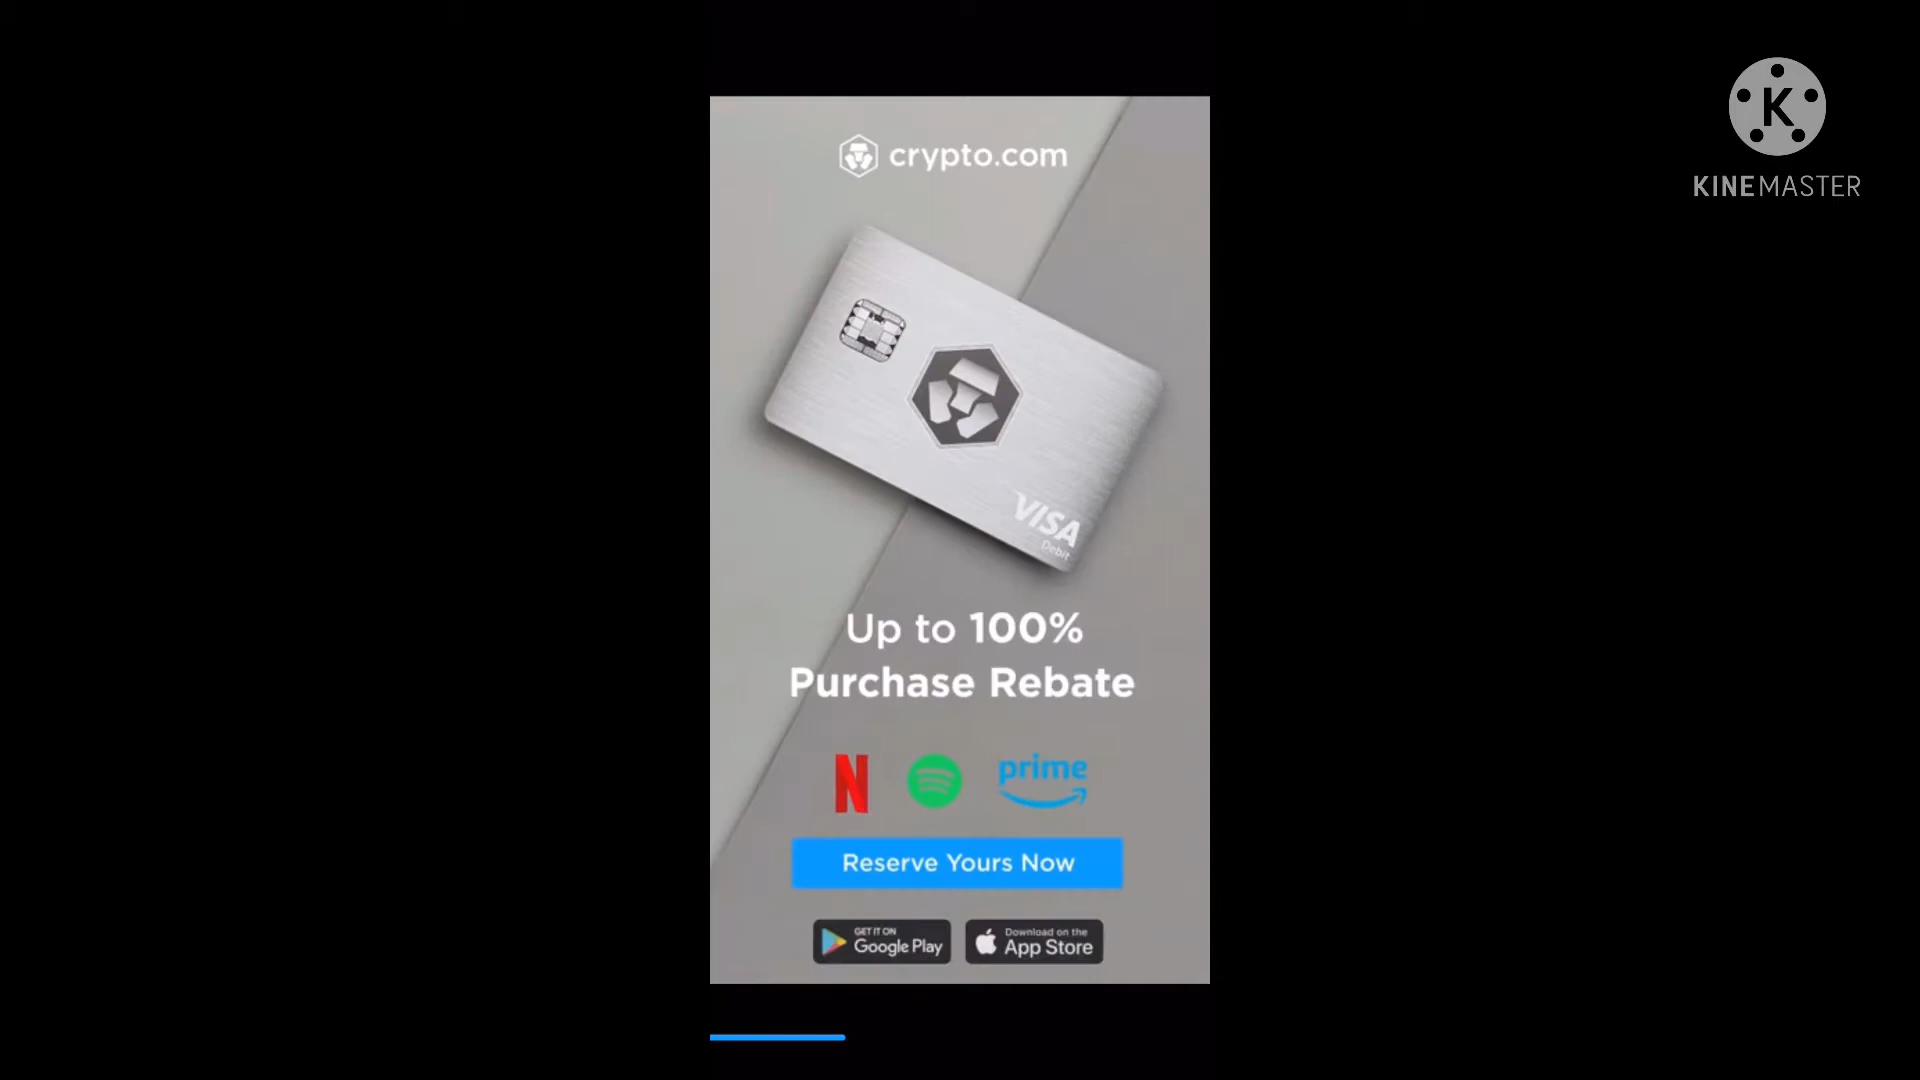 crypto.com
K
KINEMASTER
VISA
Debit
Up to 100%
Purchase Rebate
N
prime
Reserve Yours Now
GET IT ON
Google Play
Download on the
App Store